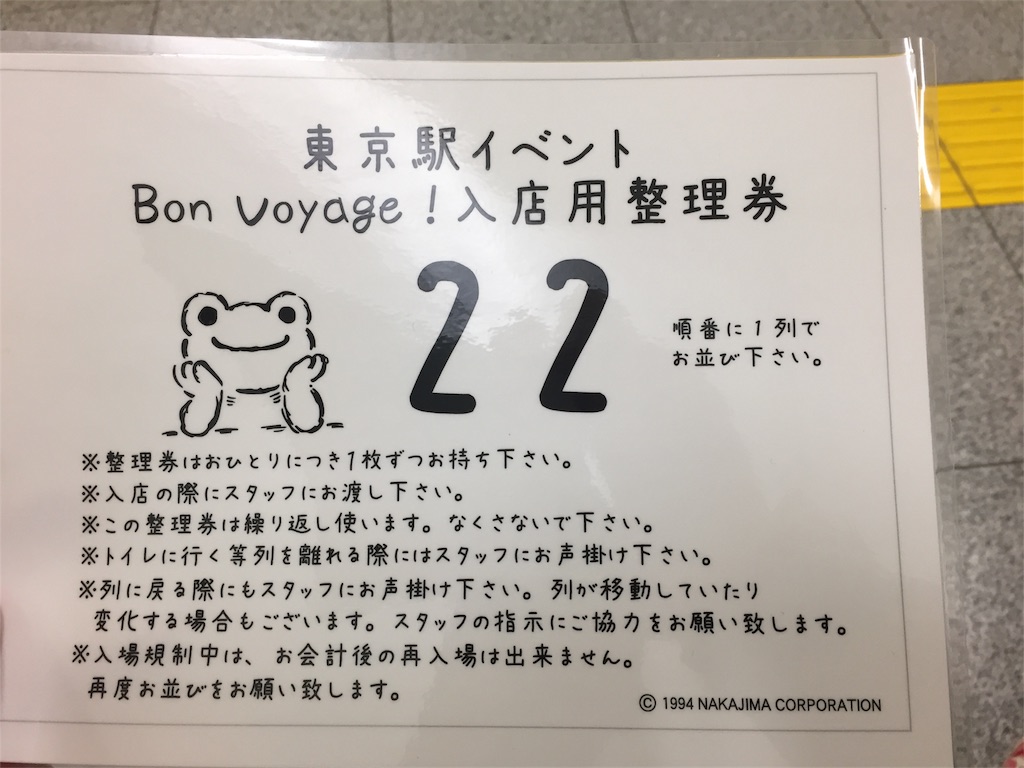 東京駅イベント
Bon Voyage！入店用整理券
22
順番に1列で
お並び下さい。
※整理券はおひとりにつき1枚ずつお持ち下さい。
※入店の際にスタッフにお渡し下さい。
※この整理券は繰り返し使います。なくさないで下さい。
※トイレに行く等列を離れる際にはスタッフにお声掛け下さい。
※列に戻る際にもスタッフにお声掛け下さい。列が移動していたり
変化する場合もございます。スタッフの指示にご協力をお願い致します。
※入場規制中は、お会計後の再入場は出来ません。
再度お並びをお願い致します。
© 1994 NAKAJIMA CORPORATION